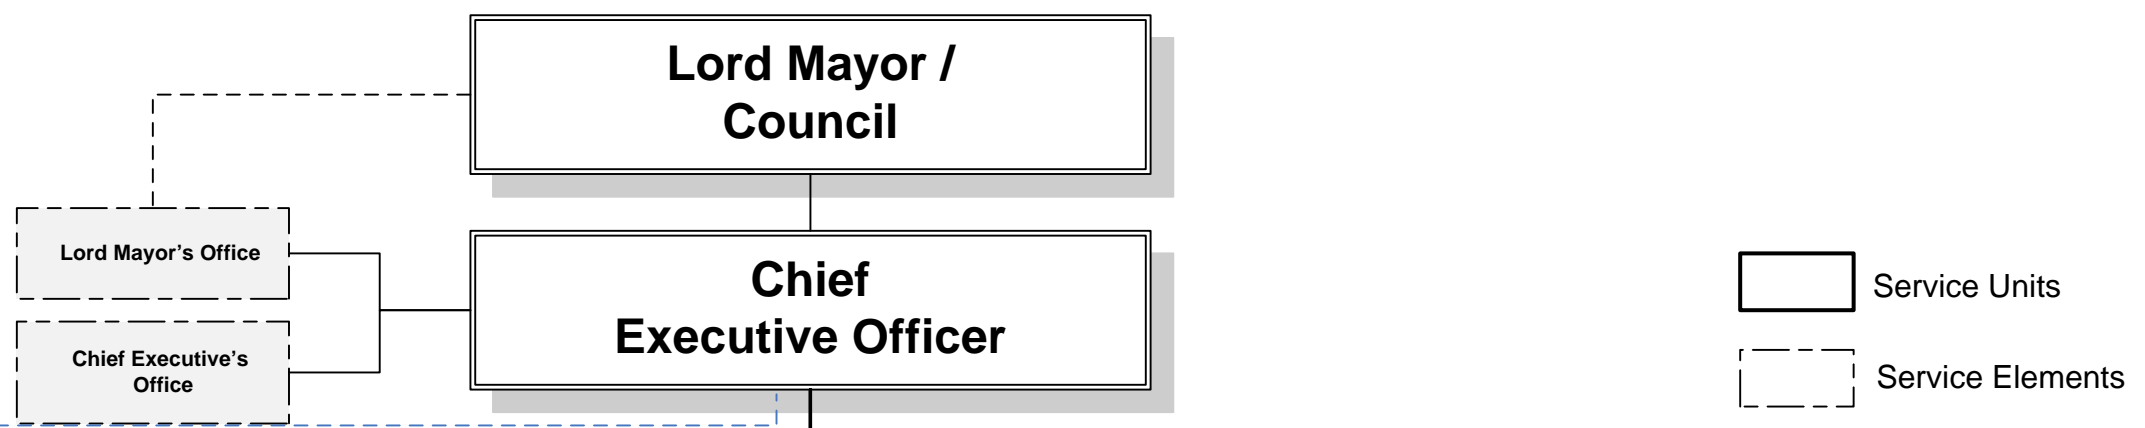 Lord Mayor /
Council
Lord Mayor’s Office
Chief
Executive Officer
Chief Executive’s
Office
Service Units
Service Elements